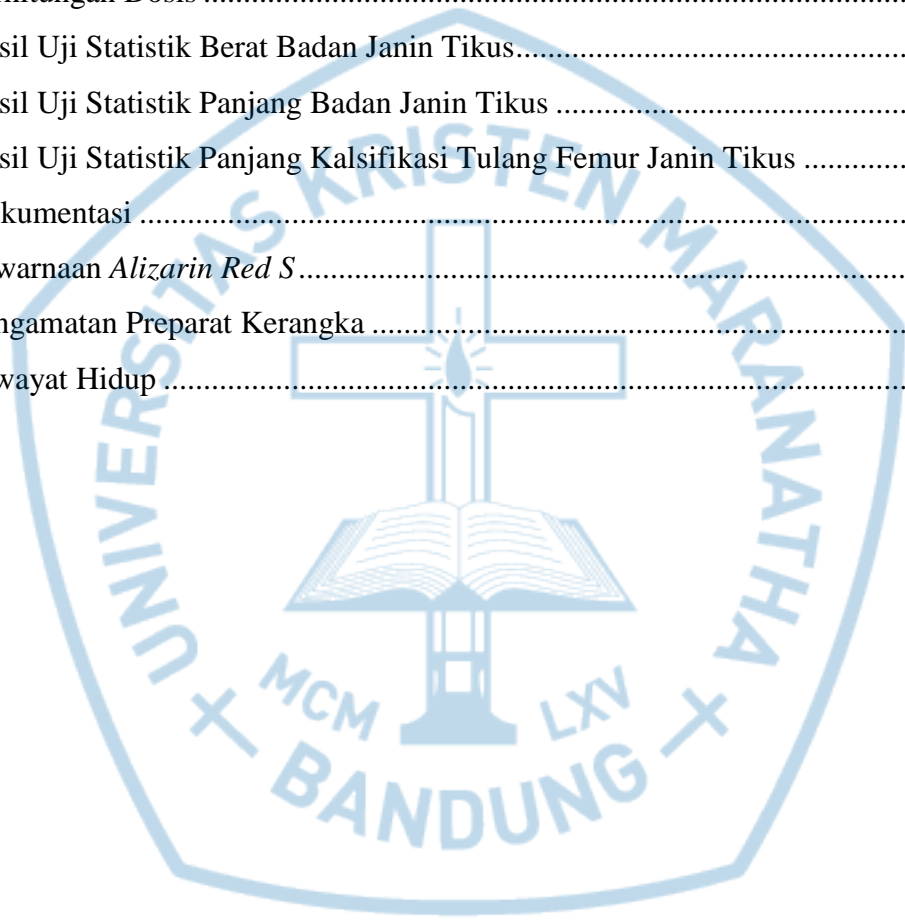 itungan Dosis ................................................................
sil Uji Statistik Berat Badan Janin Tikus....................................
sil Uji Statistik Panjang Badan Janin Tikus ................................
sil Uji Statistik Panjang Kalsifikasi Tulang Femur Janin Tikus .............
kumentasi ......................................................................
warnaan Alizarin Red S.........................................................
ngamatan Preparat Kerangka ...................................................
wayat Hidup ...................................................................
UNIVERSITAS KRISTEN MARANATHA
MCM LXV
BANDUNG